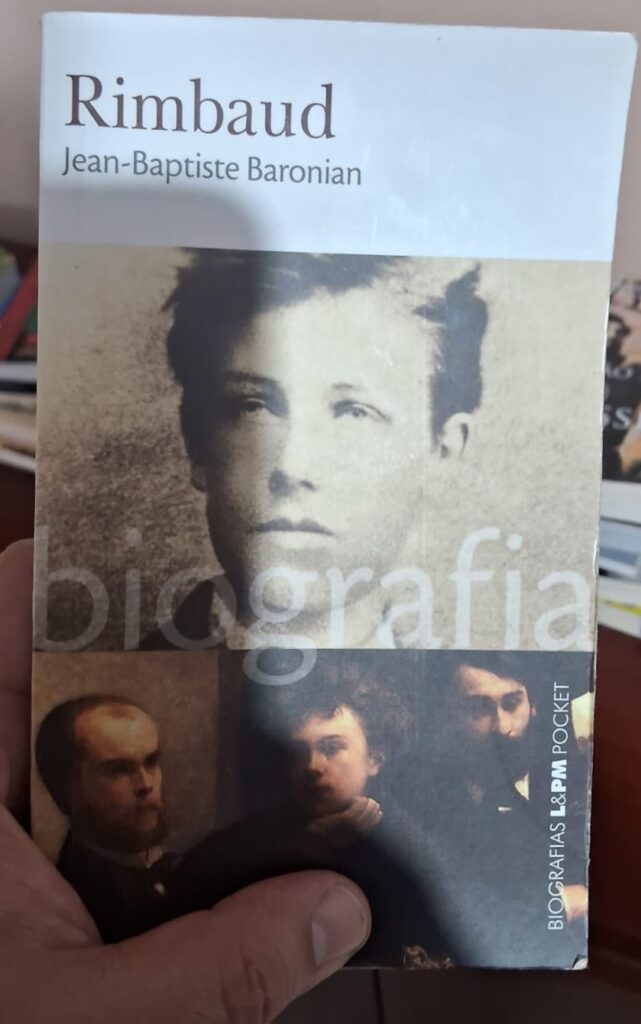 Rimbaud
Jean-Baptiste Baronian
biografia
BIOGRAFIAS L&PM POCKET